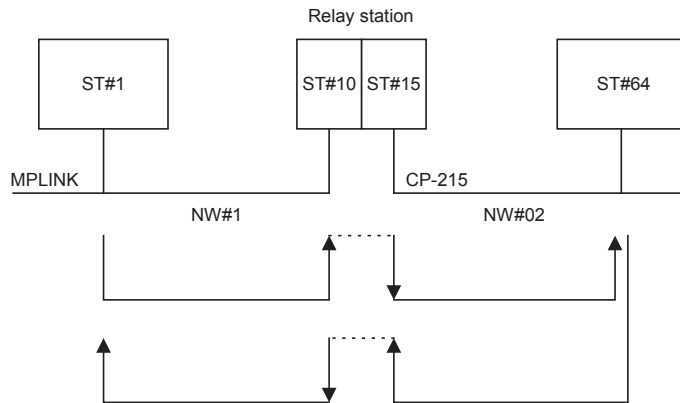 Relay station
ST#1
ST#10
ST#15
ST#64
MPLINK
CP-215
NW#1
NW#02